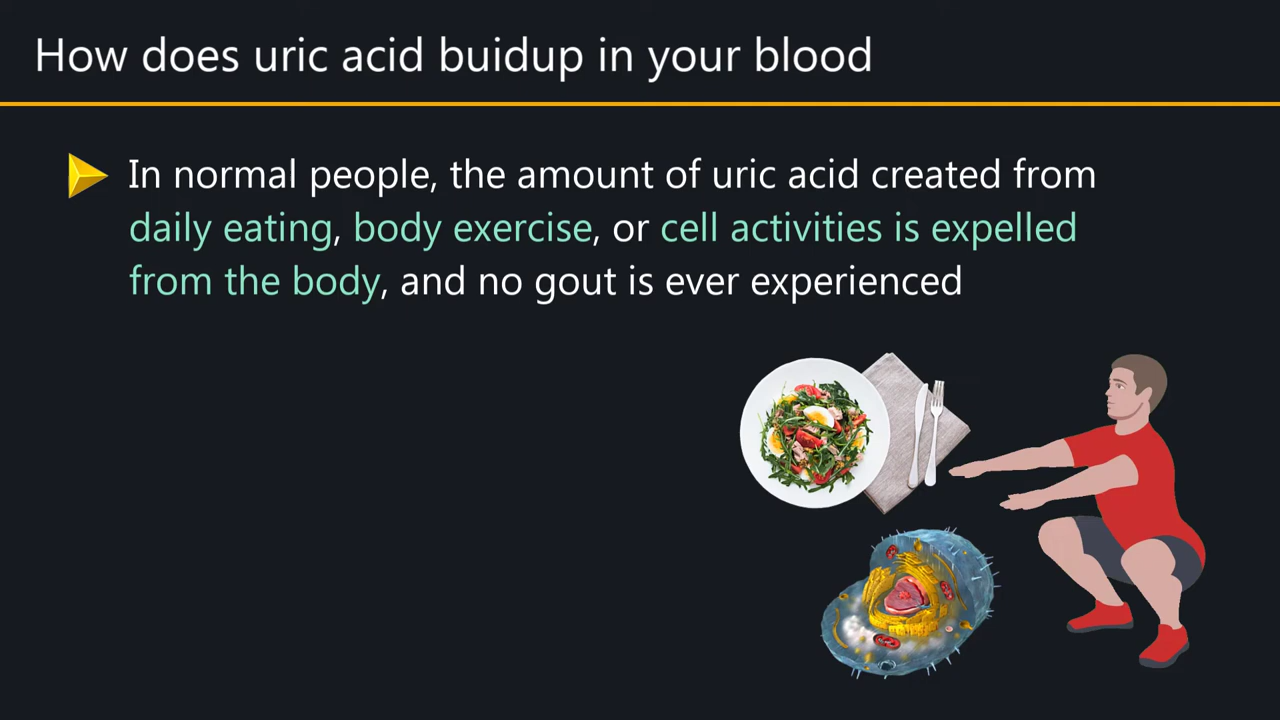 How does uric acid buidup in your blood
In normal people, the amount of uric acid created from
daily eating, body exercise, or cell activities is expelled
from the body, and no gout is ever experienced